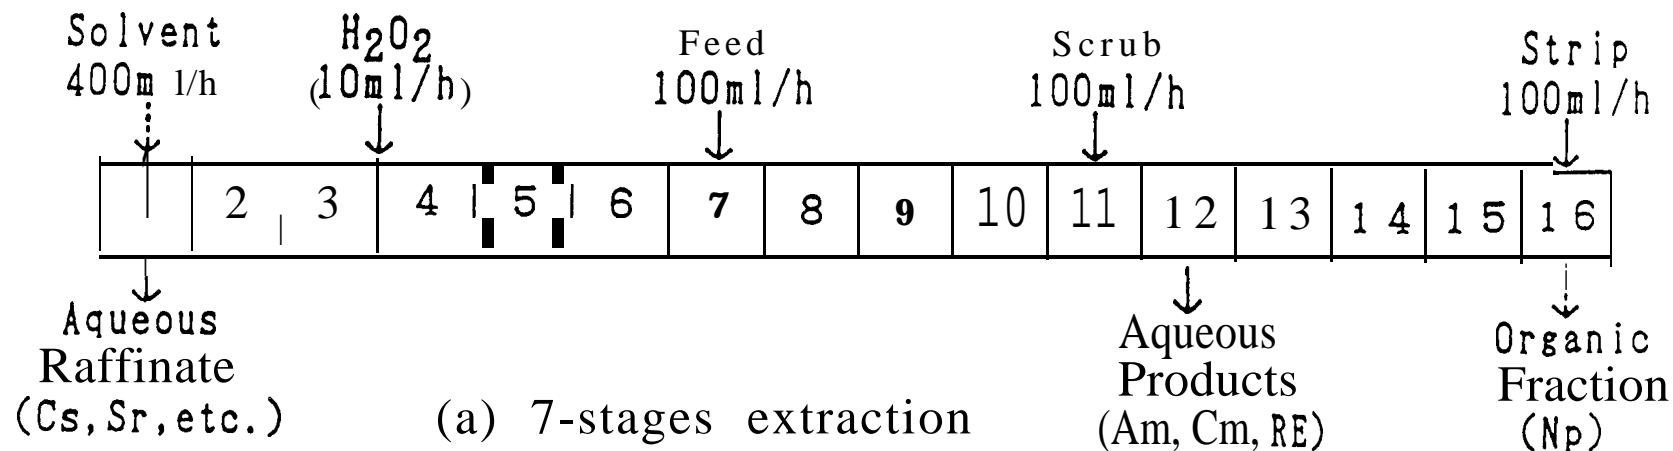 Solvent
400m l/h
H2O2
(10ml/h)
Feed
100ml/h
Scrub
100ml/h
Strip
100ml/h
2 3 4 5 6 7 8 9 10 11 12 13 14 15 16
Aqueous
Raffinate
(Cs,Sr,etc.)
(a) 7-stages extraction
Aqueous
Products
(Am, Cm, RE)
Organic
Fraction
(Np)